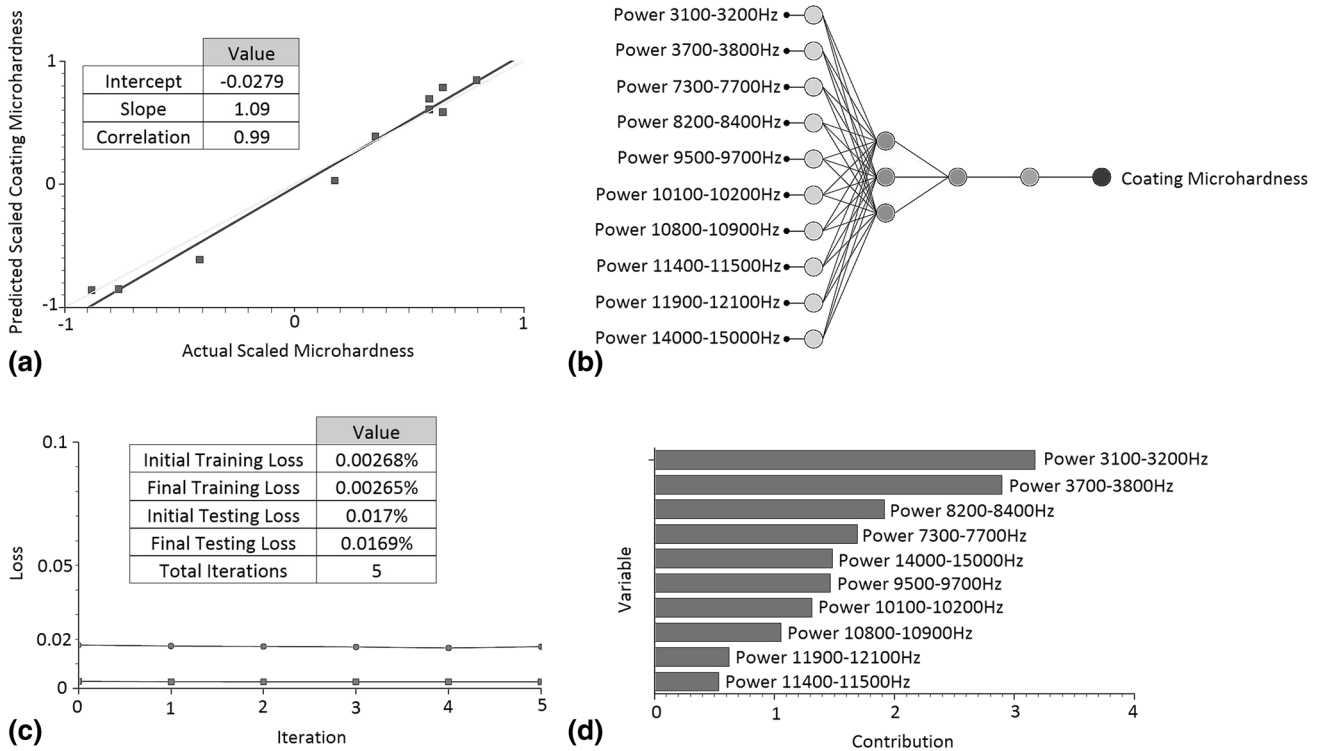 Predicted Scaled Coating Microhardness
Value
Intercept -0.0279
Slope 1.09
Correlation 0.99
1
0
-1
-1 0 1
Actual Scaled Microhardness
(a)
Power 3100-3200Hz
Power 3700-3800Hz
Power 7300-7700Hz
Power 8200-8400Hz
Power 9500-9700Hz
Power 10100-10200Hz
Power 10800-10900Hz
Power 11400-11500Hz
Power 11900-12100Hz
Power 14000-15000Hz
Coating Microhardness
(b)
Loss
Value
Initial Training Loss 0.00268%
Final Training Loss 0.00265%
Initial Testing Loss 0.017%
Final Testing Loss 0.0169%
Total Iterations 5
0.1
0.05
0.02
0
0 1 2 3 4 5
Iteration
(c)
Variable
Power 3100-3200Hz
Power 3700-3800Hz
Power 8200-8400Hz
Power 7300-7700Hz
Power 14000-15000Hz
Power 9500-9700Hz
Power 10100-10200Hz
Power 10800-10900Hz
Power 11900-12100Hz
Power 11400-11500Hz
0 1 2 3 4
Contribution
(d)